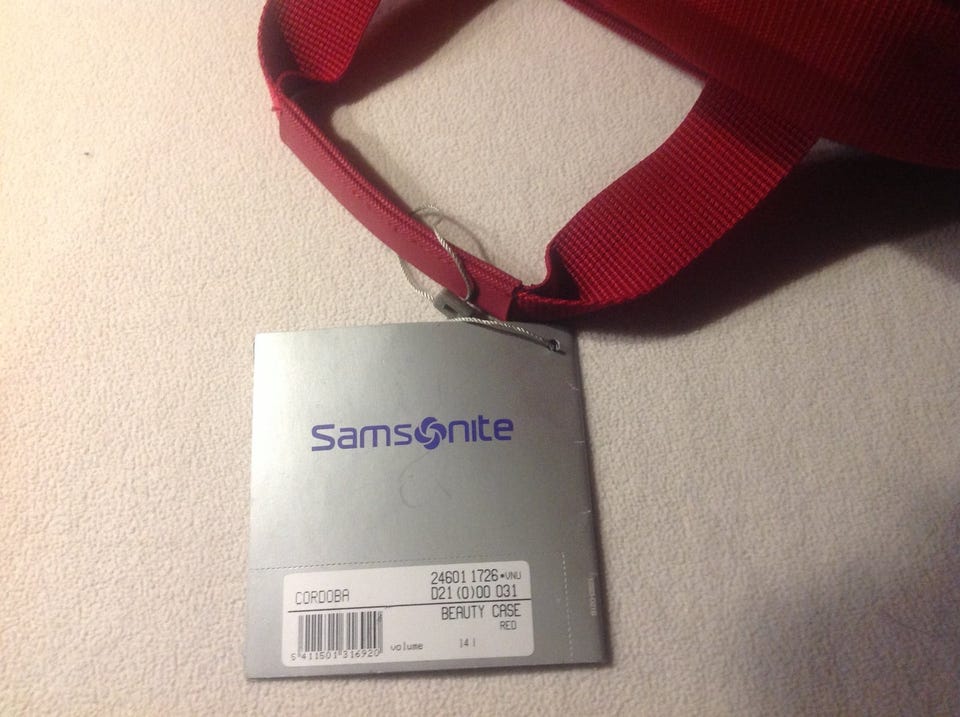 Samsonite
24601 1726•VNU
CORDOBA D21(0)00 031
BEAUTY CASE
RED
volume 14 l
5 411501 316920